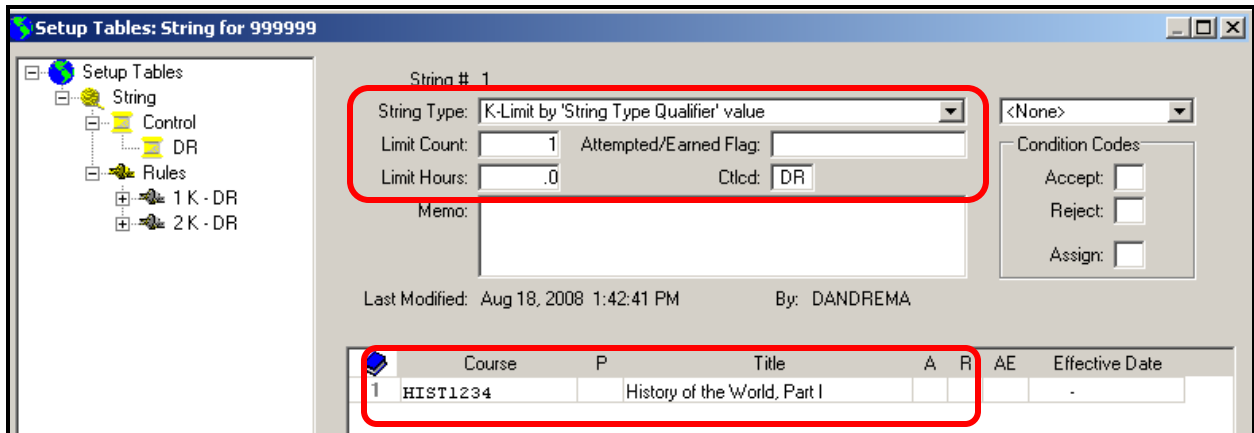 Setup Tables: String for 999999
Setup Tables
String
Control
DR
Rules
1 K - DR
2 K - DR
String # 1
String Type: K-Limit by 'String Type Qualifier' value <None>
Limit Count: 1 Attempted/Earned Flag:
Limit Hours: .0 Ctlcd: DR
Memo:
Condition Codes
Accept:
Reject:
Assign:
Last Modified: Aug 18, 2008 1:42:41 PM By: DANDREMA
Course P Title A R AE Effective Date
1 HIST1234 History of the World, Part I -